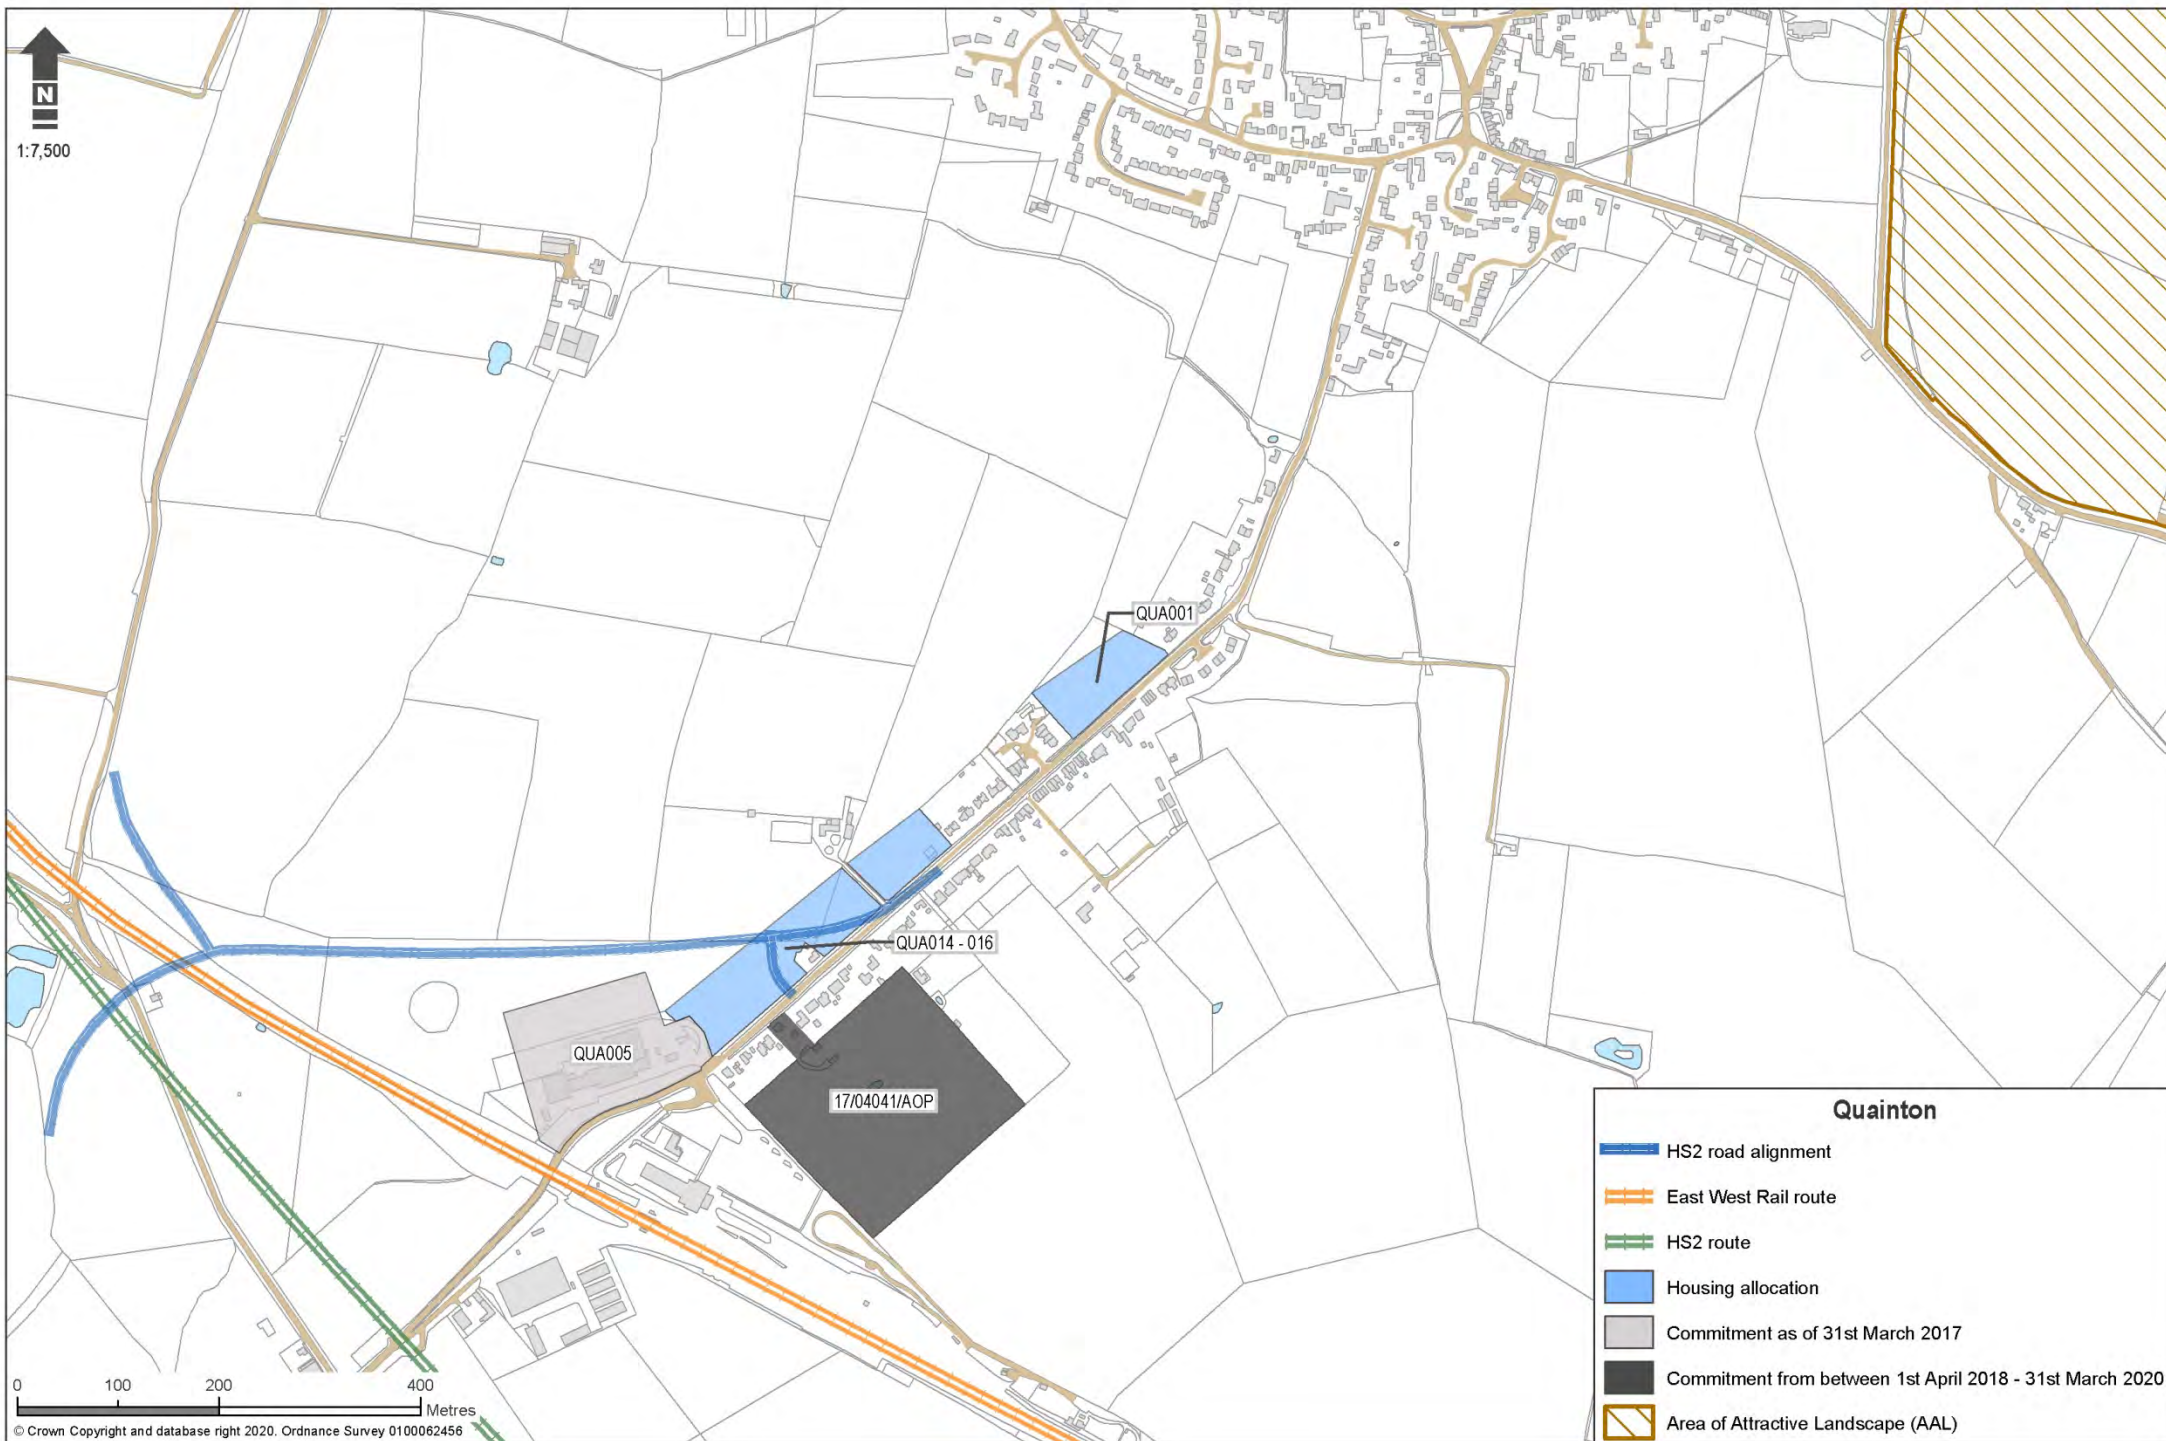 N
1:7,500
QUA001
QUA014 - 016
QUA005
17/04041/AOP
Quainton
HS2 road alignment
East West Rail route
HS2 route
Housing allocation
Commitment as of 31st March 2017
Commitment from between 1st April 2018 - 31st March 2020
Area of Attractive Landscape (AAL)
0 100 200 400
Metres
© Crown Copyright and database right 2020. Ordnance Survey 0100062456